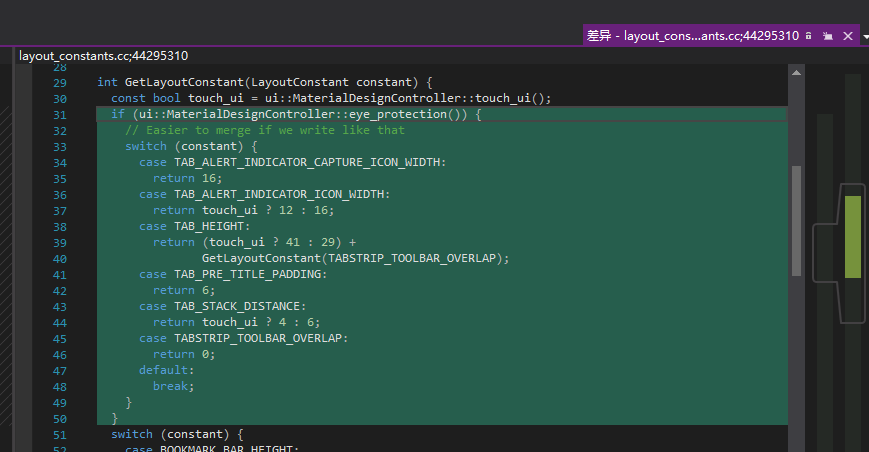 差异 - layout_cons...ants.cc;44295310
layout_constants.cc;44295310
28
29 int GetLayoutConstant(LayoutConstant constant) {
30 const bool touch_ui = ui::MaterialDesignController::touch_ui();
31 if (ui::MaterialDesignController::eye_protection()) {
32 // Easier to merge if we write like that
33 switch (constant) {
34 case TAB_ALERT_INDICATOR_CAPTURE_ICON_WIDTH:
35 return 16;
36 case TAB_ALERT_INDICATOR_ICON_WIDTH:
37 return touch_ui ? 12 : 16;
38 case TAB_HEIGHT:
39 return (touch_ui ? 41 : 29) +
40 GetLayoutConstant(TABSTRIP_TOOLBAR_OVERLAP);
41 case TAB_PRE_TITLE_PADDING:
42 return 6;
43 case TAB_STACK_DISTANCE:
44 return touch_ui ? 4 : 6;
45 case TABSTRIP_TOOLBAR_OVERLAP:
46 return 0;
47 default:
48 break;
49 }
50 }
51 switch (constant) {
52 case BOOKMARK_BAR_HEIGHT: